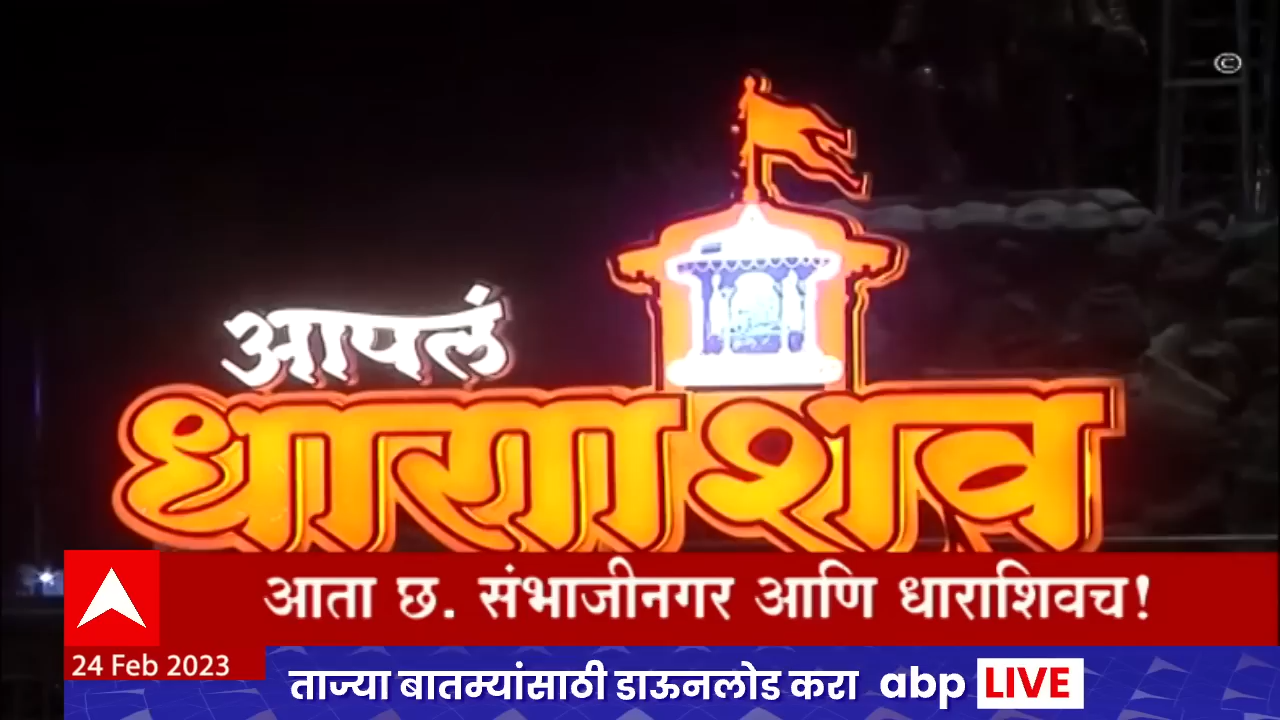 ©
आपलं
धाराशिव
आता छ. संभाजीनगर आणि धाराशिवच!
24 Feb 2023
ताज्या बातम्यांसाठी डाऊनलोड करा abp LIVE